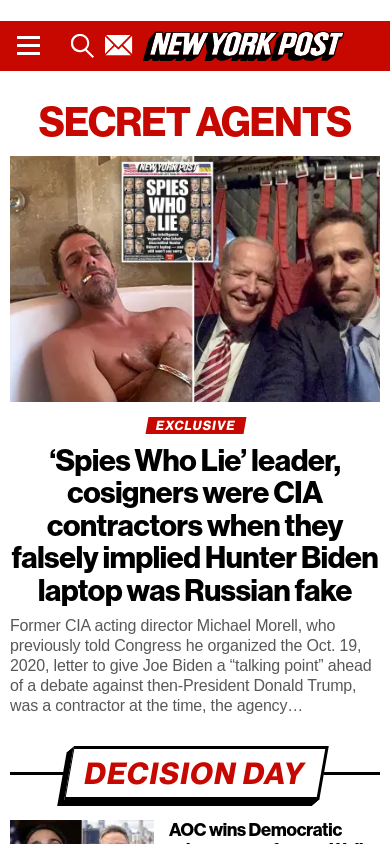 NEW YORK POST
SECRET AGENTS
NEW YORK POST
SPIES
WHO
LIE
EXCLUSIVE
‘Spies Who Lie’ leader,
cosigners were CIA
contractors when they
falsely implied Hunter Biden
laptop was Russian fake
Former CIA acting director Michael Morell, who
previously told Congress he organized the Oct. 19,
2020, letter to give Joe Biden a “talking point” ahead
of a debate against then-President Donald Trump,
was a contractor at the time, the agency…
DECISION DAY
AOC wins Democratic